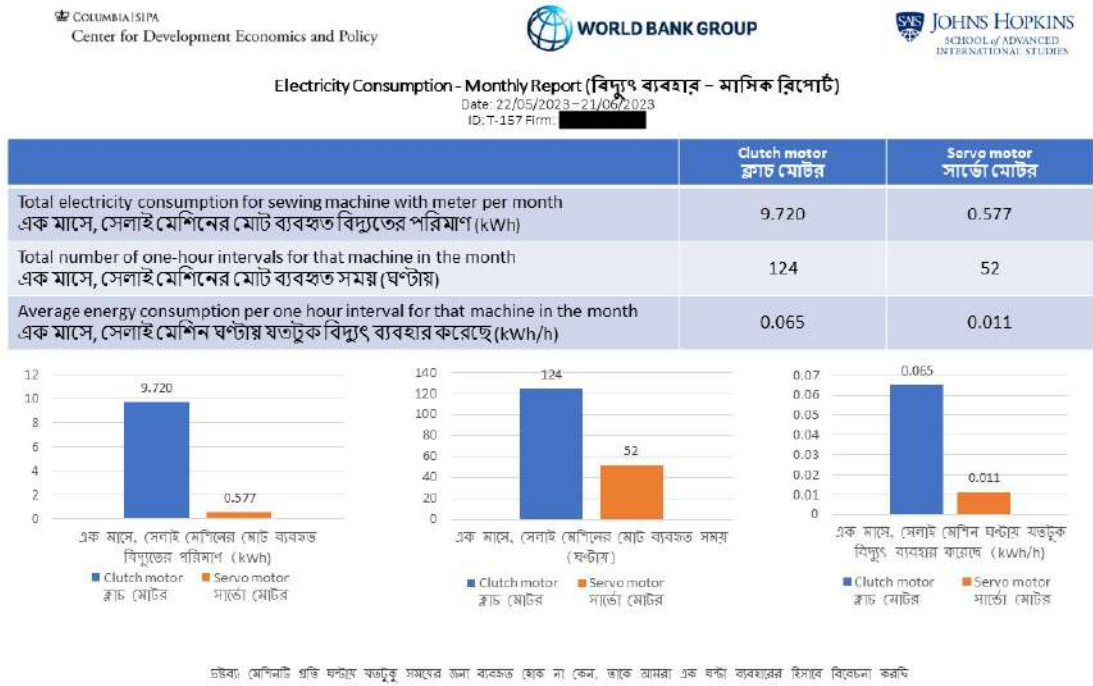 COLUMBIA | SIPA
Center for Development Economics and Policy
WORLD BANK GROUP
SAIS JOHNS HOPKINS
SCHOOL of ADVANCED
INTERNATIONAL STUDIES
Electricity Consumption - Monthly Report (বিদ্যুৎ ব্যবহার – মাসিক রিপোর্ট)
Date: 22/05/2023–21/06/2023
ID: T-157 Firm:
Clutch motor Servo motor
ক্লাচ মোটর সার্ভো মোটর
Total electricity consumption for sewing machine with meter per month
এক মাসে, সেলাই মেশিনের মোট ব্যবহৃত বিদ্যুতের পরিমাণ (kWh)
9.720 0.577
Total number of one-hour intervals for that machine in the month
এক মাসে, সেলাই মেশিনের মোট ব্যবহৃত সময় (ঘণ্টায়)
124 52
Average energy consumption per one hour interval for that machine in the month
এক মাসে, সেলাই মেশিন ঘণ্টায় যতটুক বিদ্যুৎ ব্যবহার করেছে (kWh/h)
0.065 0.011
12
10
8
6
4
2
0
9.720
0.577
এক মাসে, সেলাই মেশিনের মোট ব্যবহৃত
বিদ্যুতের পরিমাণ (kWh)
Clutch motor Servo motor
ক্লাচ মোটর সার্ভো মোটর
140
120
100
80
60
40
20
0
124
52
এক মাসে, সেলাই মেশিনের মোট ব্যবহৃত সময়
(ঘণ্টায়)
Clutch motor Servo motor
ক্লাচ মোটর সার্ভো মোটর
0.07
0.06
0.05
0.04
0.03
0.02
0.01
0
0.065
0.011
এক মাসে, সেলাই মেশিন ঘণ্টায় যতটুক
বিদ্যুৎ ব্যবহার করেছে (kWh/h)
Clutch motor Servo motor
ক্লাচ মোটর সার্ভো মোটর
দ্রষ্টব্য: মেশিনটি প্রতি ঘন্টায় যতটুকু সময়ের জন্য ব্যবহৃত হোক না কেন, তাকে আমরা এক ঘন্টা ব্যবহারের হিসাবে বিবেচনা করছি